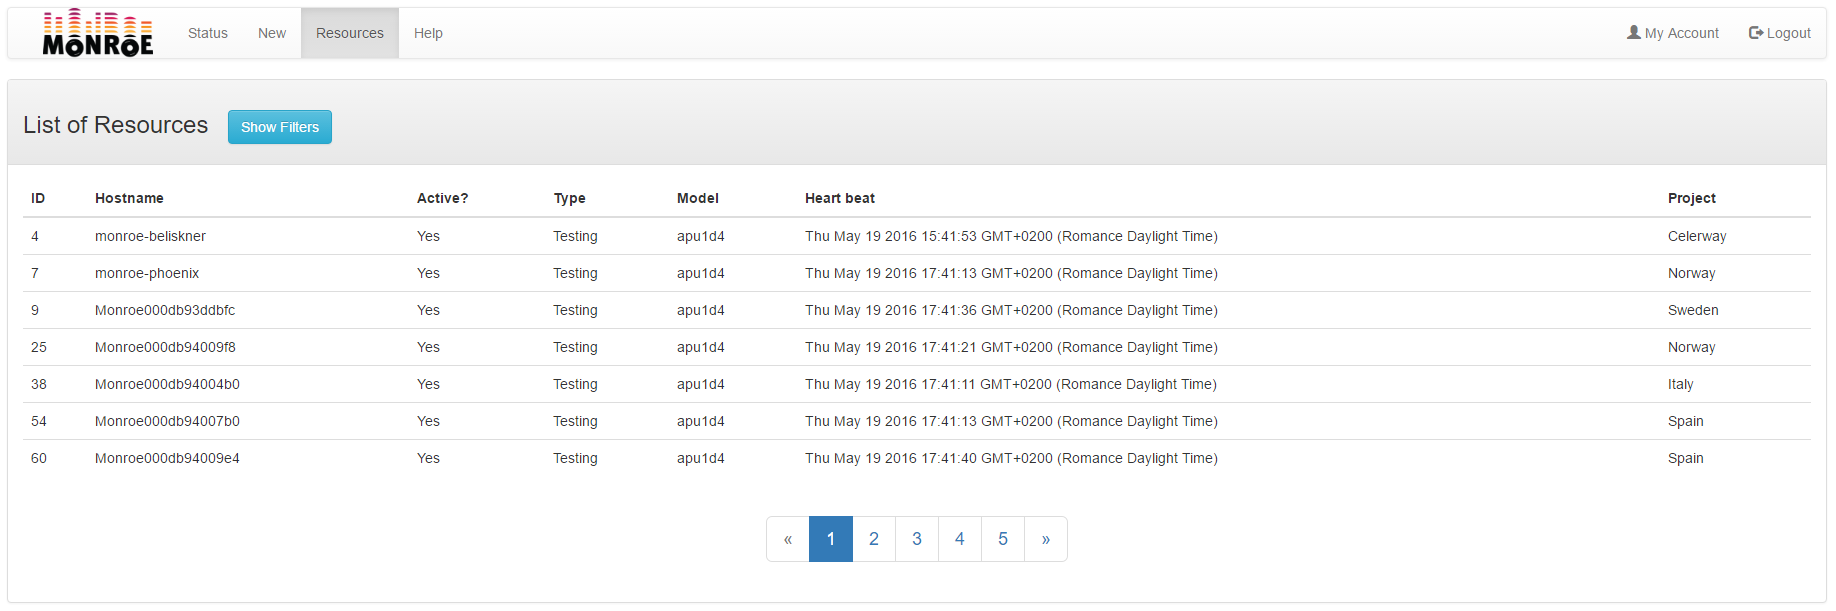 MONROE Status New Resources Help My Account Logout
List of Resources Show Filters
ID Hostname Active? Type Model Heart beat Project
4 monroe-beliskner Yes Testing apu1d4 Thu May 19 2016 15:41:53 GMT+0200 (Romance Daylight Time) Celerway
7 monroe-phoenix Yes Testing apu1d4 Thu May 19 2016 17:41:13 GMT+0200 (Romance Daylight Time) Norway
9 Monroe000db93ddbfc Yes Testing apu1d4 Thu May 19 2016 17:41:36 GMT+0200 (Romance Daylight Time) Sweden
25 Monroe000db94009f8 Yes Testing apu1d4 Thu May 19 2016 17:41:21 GMT+0200 (Romance Daylight Time) Norway
38 Monroe000db94004b0 Yes Testing apu1d4 Thu May 19 2016 17:41:11 GMT+0200 (Romance Daylight Time) Italy
54 Monroe000db94007b0 Yes Testing apu1d4 Thu May 19 2016 17:41:13 GMT+0200 (Romance Daylight Time) Spain
60 Monroe000db94009e4 Yes Testing apu1d4 Thu May 19 2016 17:41:40 GMT+0200 (Romance Daylight Time) Spain
« 1 2 3 4 5 »